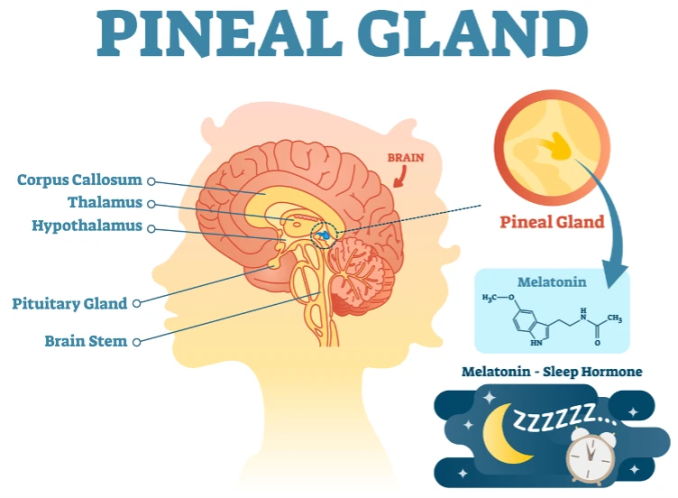 PINEAL GLAND
BRAIN
Corpus Callosum
Thalamus
Hypothalamus
Pituitary Gland
Brain Stem
Pineal Gland
Melatonin
H₃C
O
H
N
CH₃
HN
O
Melatonin - Sleep Hormone
ZZZZZZ...